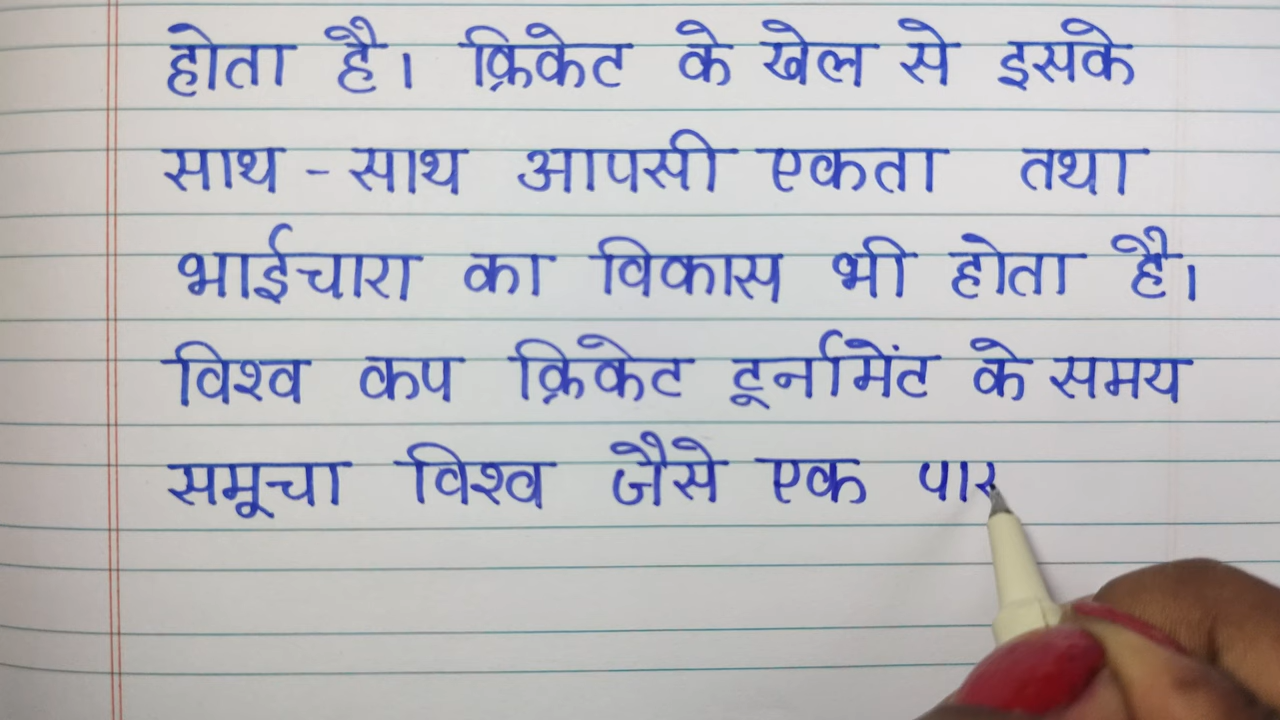 होता है। क्रिकेट के खेल से इसके
साथ - साथ आपसी एकता तथा
भाईचारा का विकास भी होता है।
विश्व कप क्रिकेट टूर्नामेंट के समय
समूचा विश्व जैसे एक पार